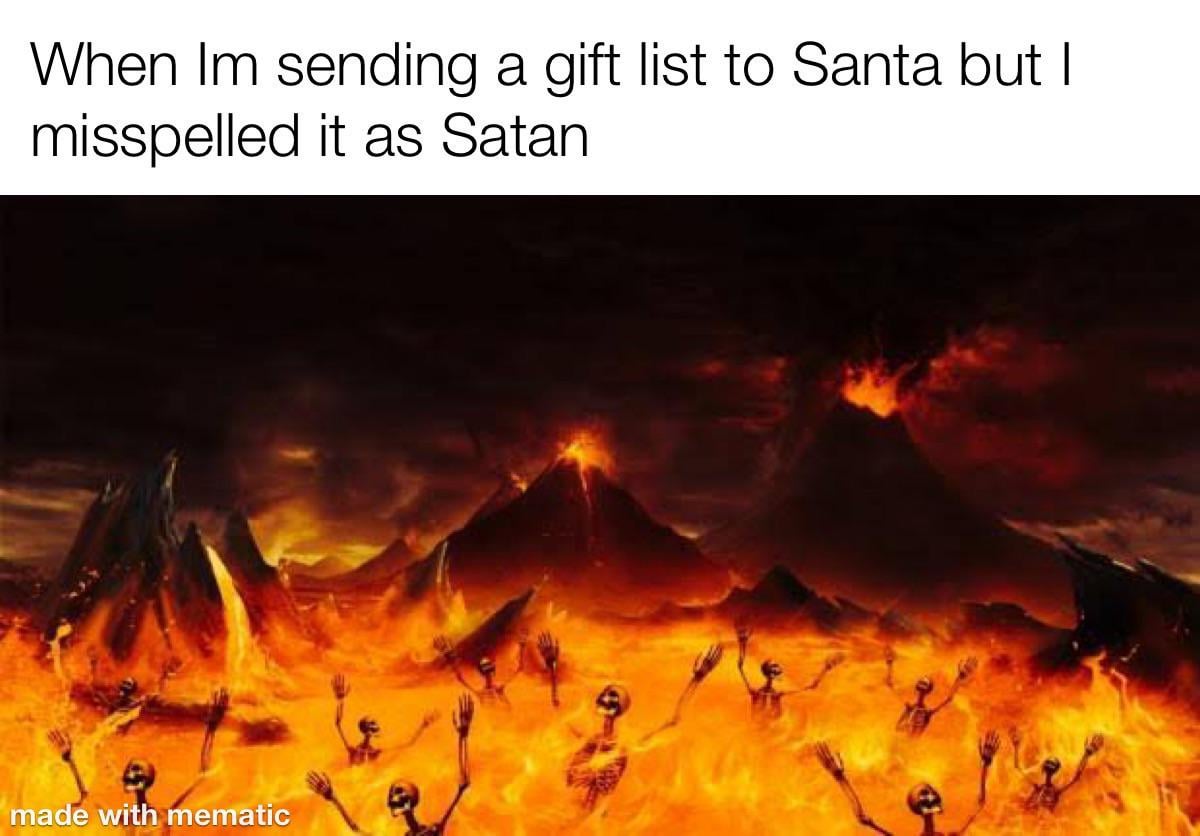 When Im sending a gift list to Santa but I
misspelled it as Satan
made with mematic